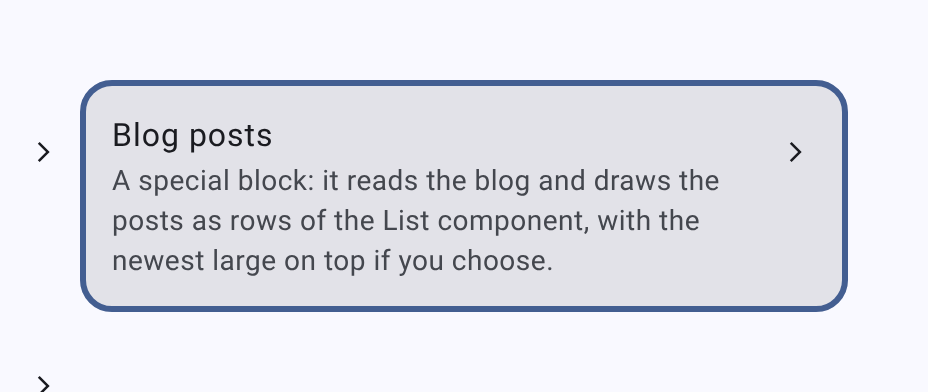 Blog posts
A special block: it reads the blog and draws the
posts as rows of the List component, with the
newest large on top if you choose.